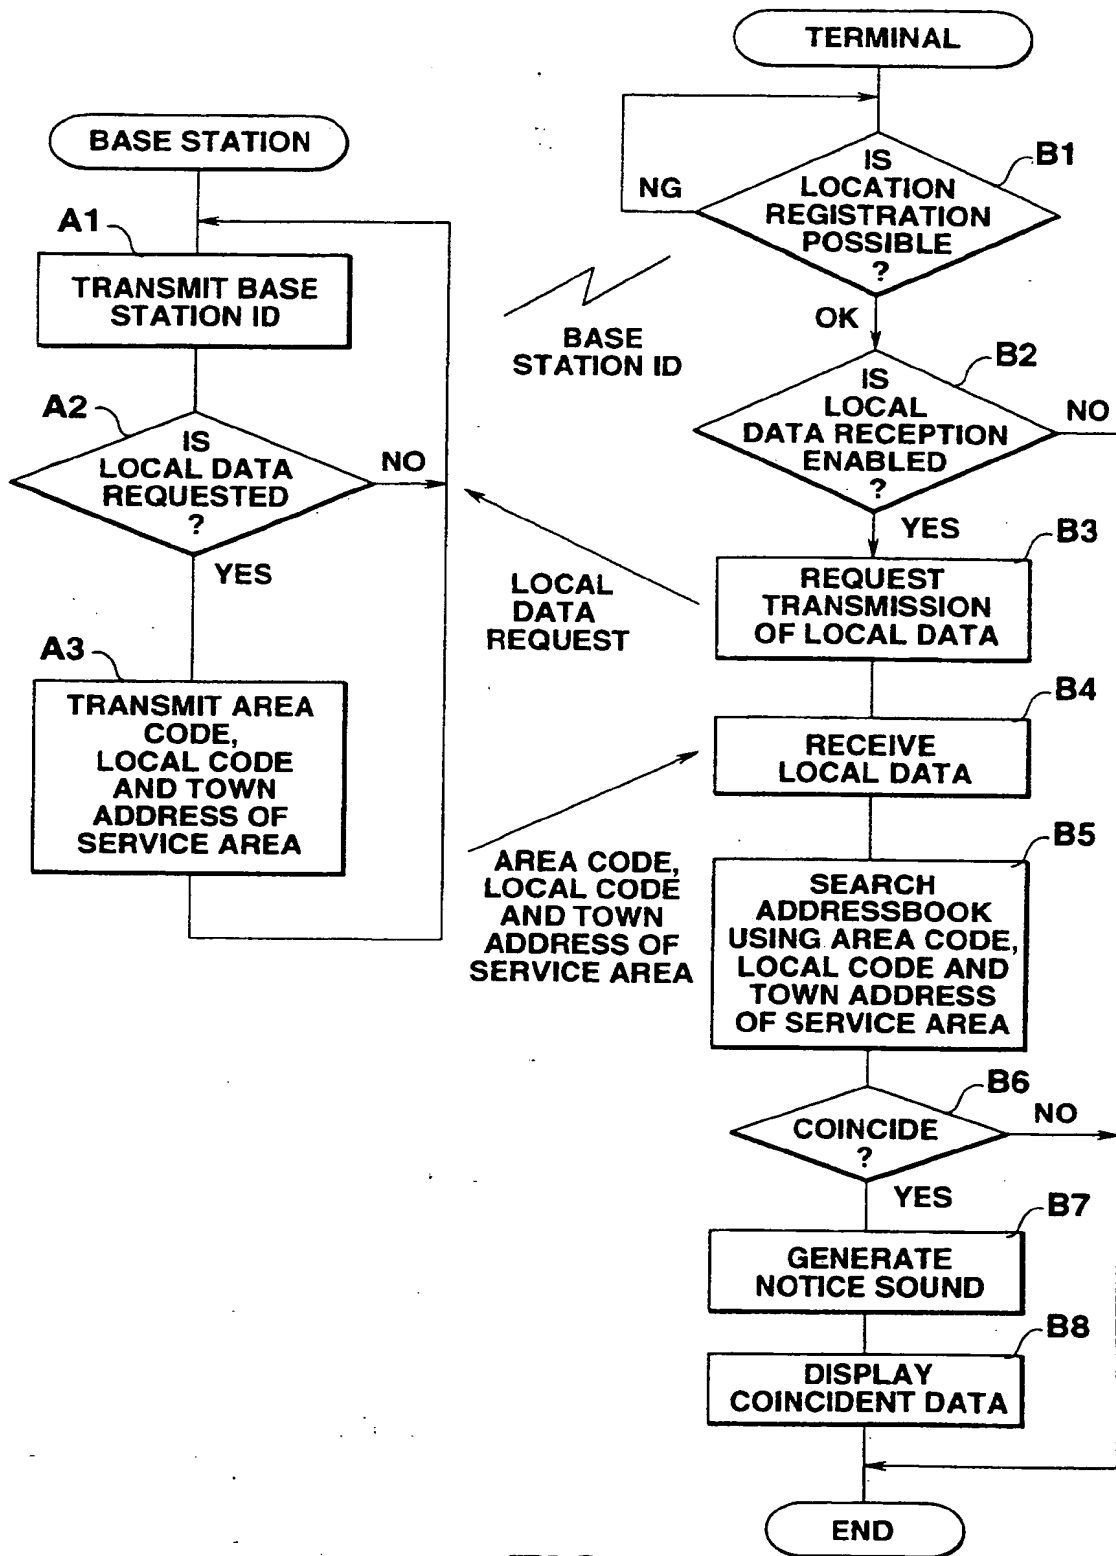 TERMINAL
BASE STATION
B1
IS
LOCATION
REGISTRATION
POSSIBLE
?
NG
OK
A1
TRANSMIT BASE
STATION ID
BASE
STATION ID
B2
IS
LOCAL
DATA RECEPTION
ENABLED
?
NO
YES
A2
IS
LOCAL DATA
REQUESTED
?
NO
YES
B3
REQUEST
TRANSMISSION
OF LOCAL DATA
LOCAL
DATA
REQUEST
A3
TRANSMIT AREA
CODE,
LOCAL CODE
AND TOWN
ADDRESS OF
SERVICE AREA
B4
RECEIVE
LOCAL DATA
AREA CODE,
LOCAL CODE
AND TOWN
ADDRESS OF
SERVICE AREA
B5
SEARCH
ADDRESSBOOK
USING AREA CODE,
LOCAL CODE AND
TOWN ADDRESS
OF SERVICE AREA
B6
COINCIDE
?
NO
YES
B7
GENERATE
NOTICE SOUND
B8
DISPLAY
COINCIDENT DATA
END